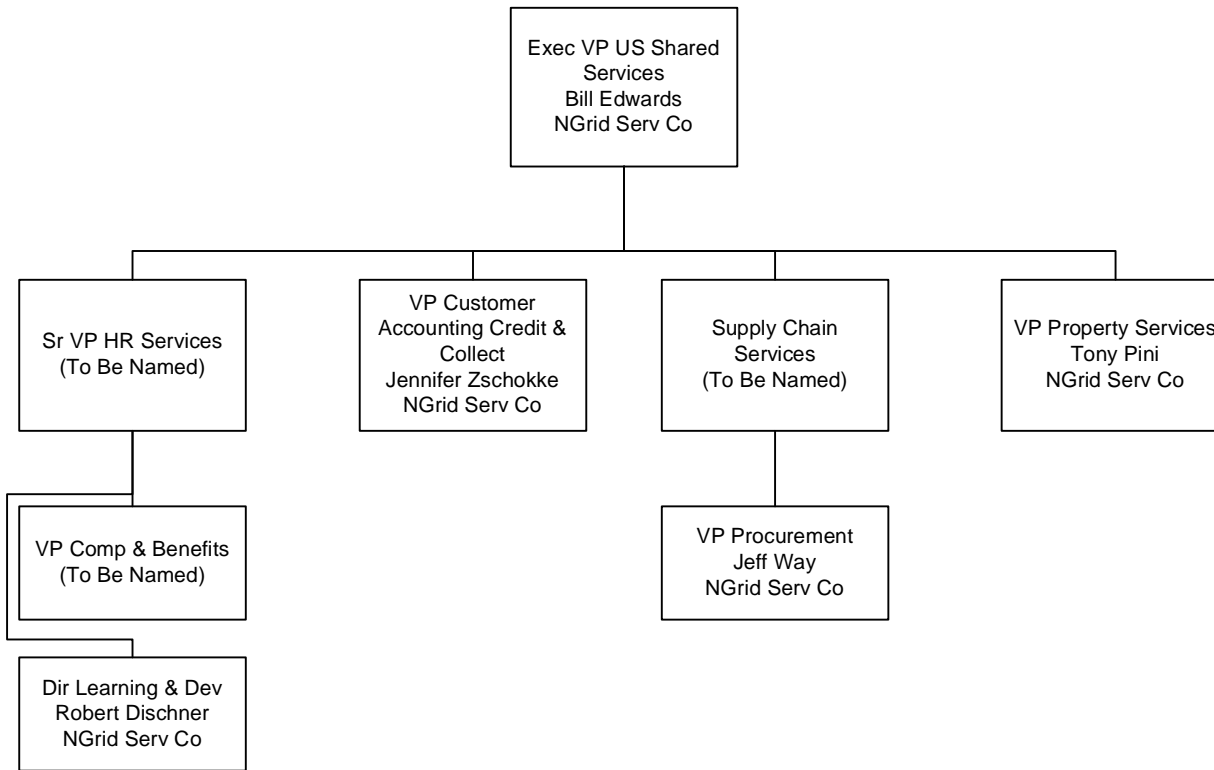 Exec VP US Shared
Services
Bill Edwards
NGrid Serv Co
Sr VP HR Services
(To Be Named)
VP Customer
Accounting Credit &
Collect
Jennifer Zschokke
NGrid Serv Co
Supply Chain
Services
(To Be Named)
VP Property Services
Tony Pini
NGrid Serv Co
VP Comp & Benefits
(To Be Named)
VP Procurement
Jeff Way
NGrid Serv Co
Dir Learning & Dev
Robert Dischner
NGrid Serv Co